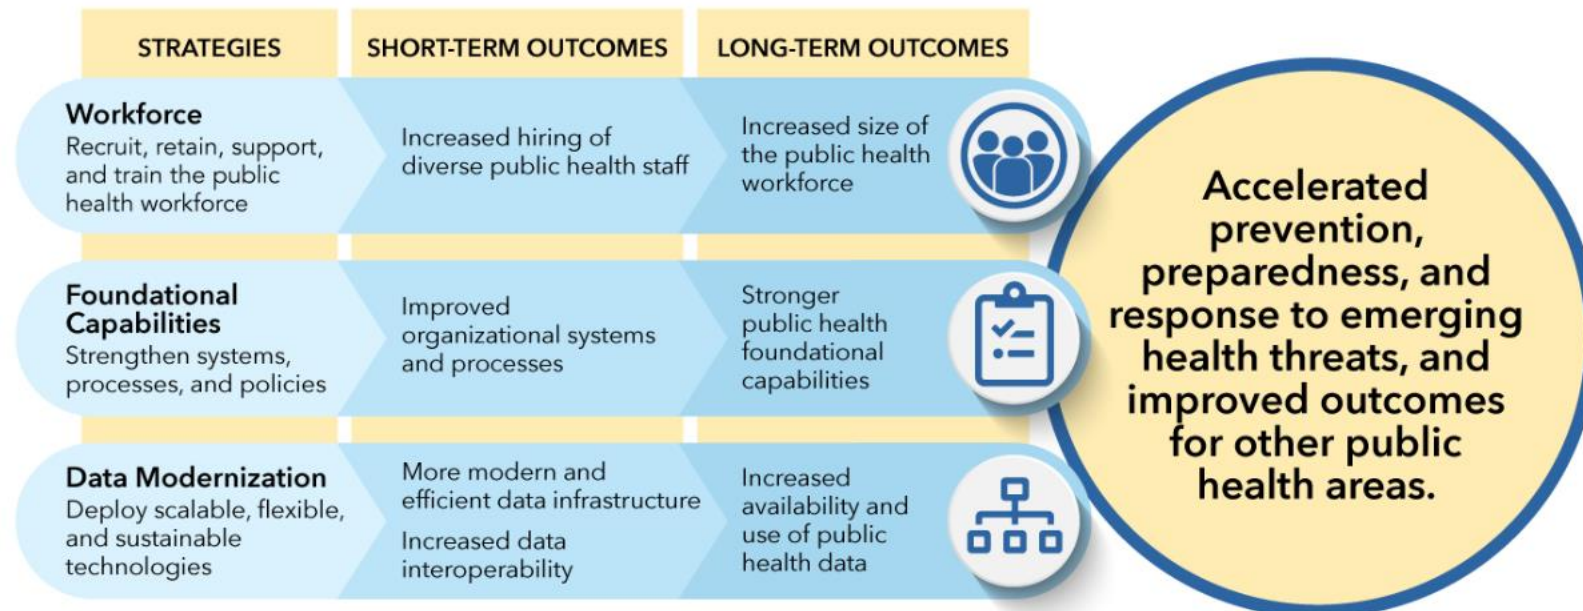 STRATEGIES
SHORT-TERM OUTCOMES
LONG-TERM OUTCOMES
Workforce
Recruit, retain, support,
and train the public
health workforce
Increased hiring of
diverse public health staff
Increased size of
the public health
workforce
Foundational
Capabilities
Strengthen systems,
processes, and policies
Improved
organizational systems
and processes
Stronger
public health
foundational
capabilities
Data Modernization
Deploy scalable, flexible,
and sustainable
technologies
More modern and
efficient data infrastructure
Increased data
interoperability
Increased
availability and
use of public
health data
Accelerated
prevention,
preparedness, and
response to emerging
health threats, and
improved outcomes
for other public
health areas.